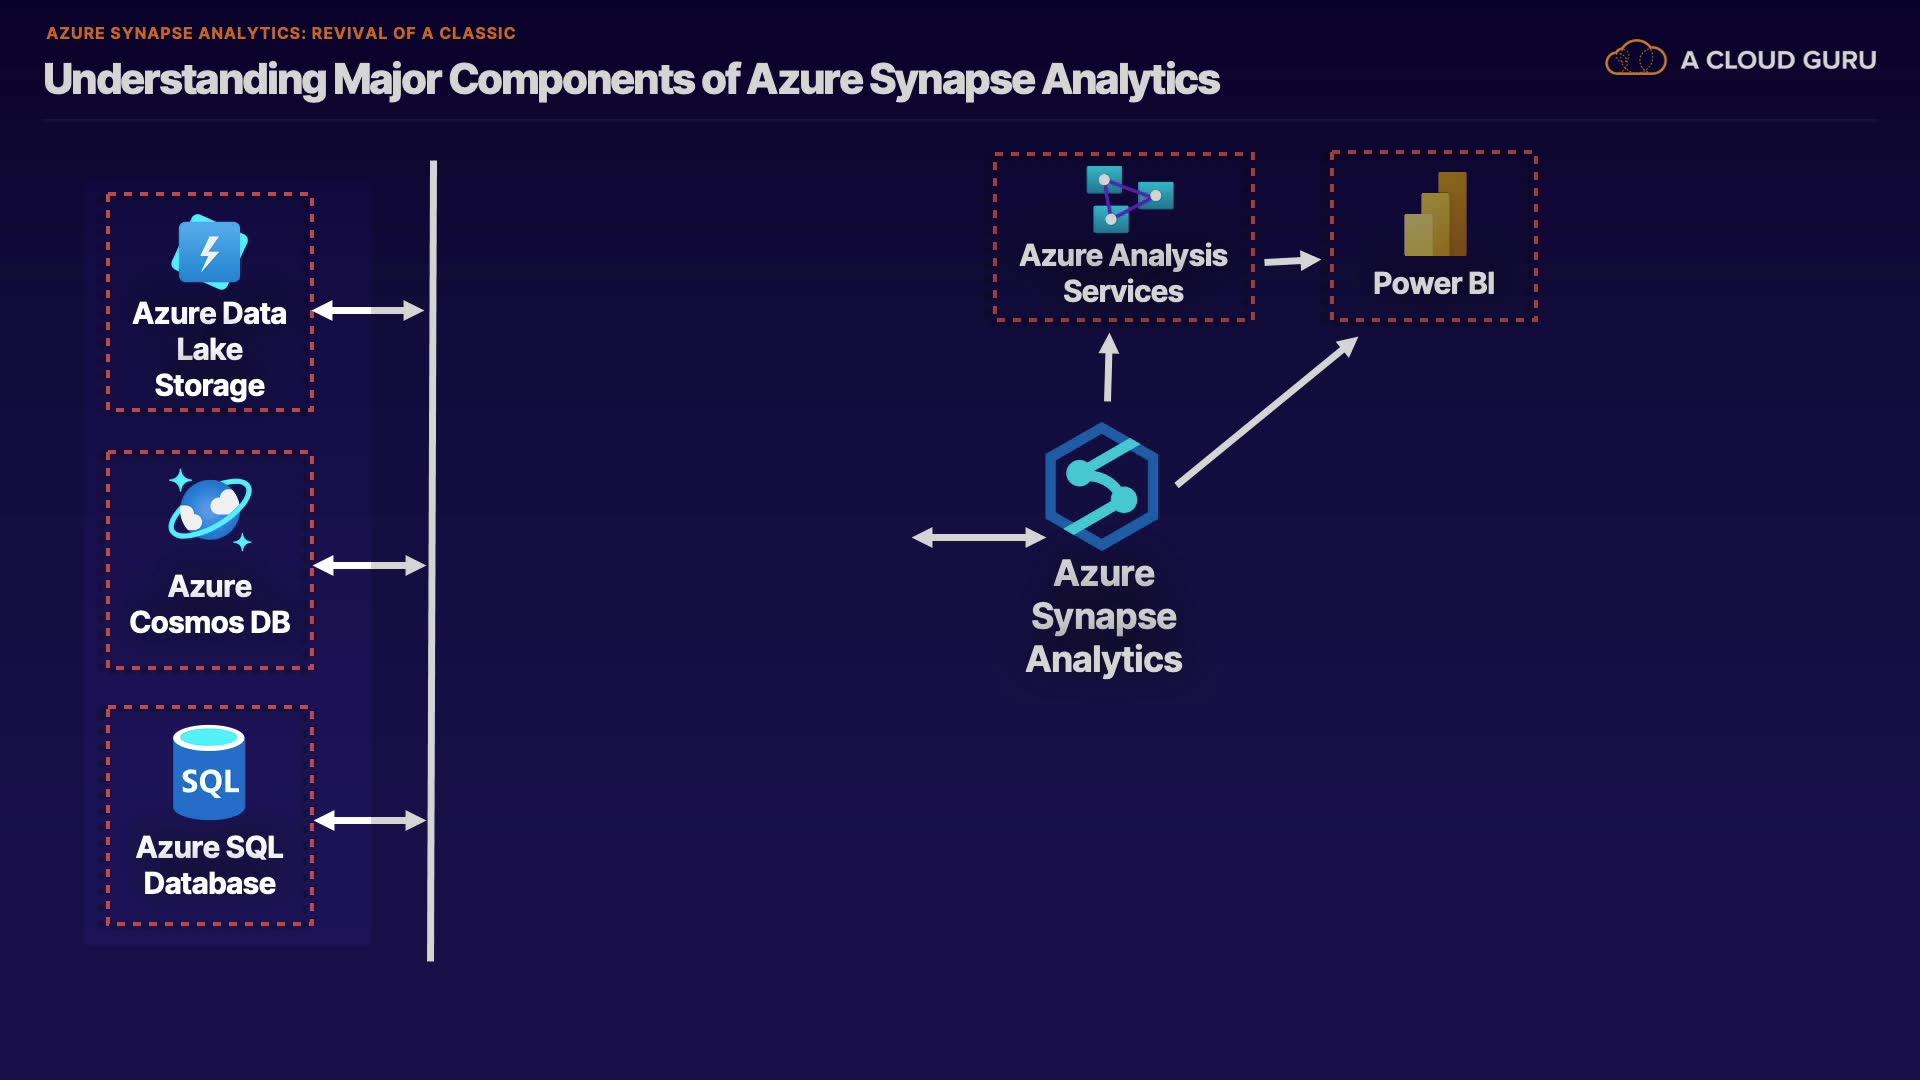 AZURE SYNAPSE ANALYTICS: REVIVAL OF A CLASSIC
Understanding Major Components of Azure Synapse Analytics
A CLOUD GURU
Azure Data
Lake
Storage
Azure
Cosmos DB
SQL
Azure SQL
Database
Azure Analysis
Services
Power BI
Azure
Synapse
Analytics